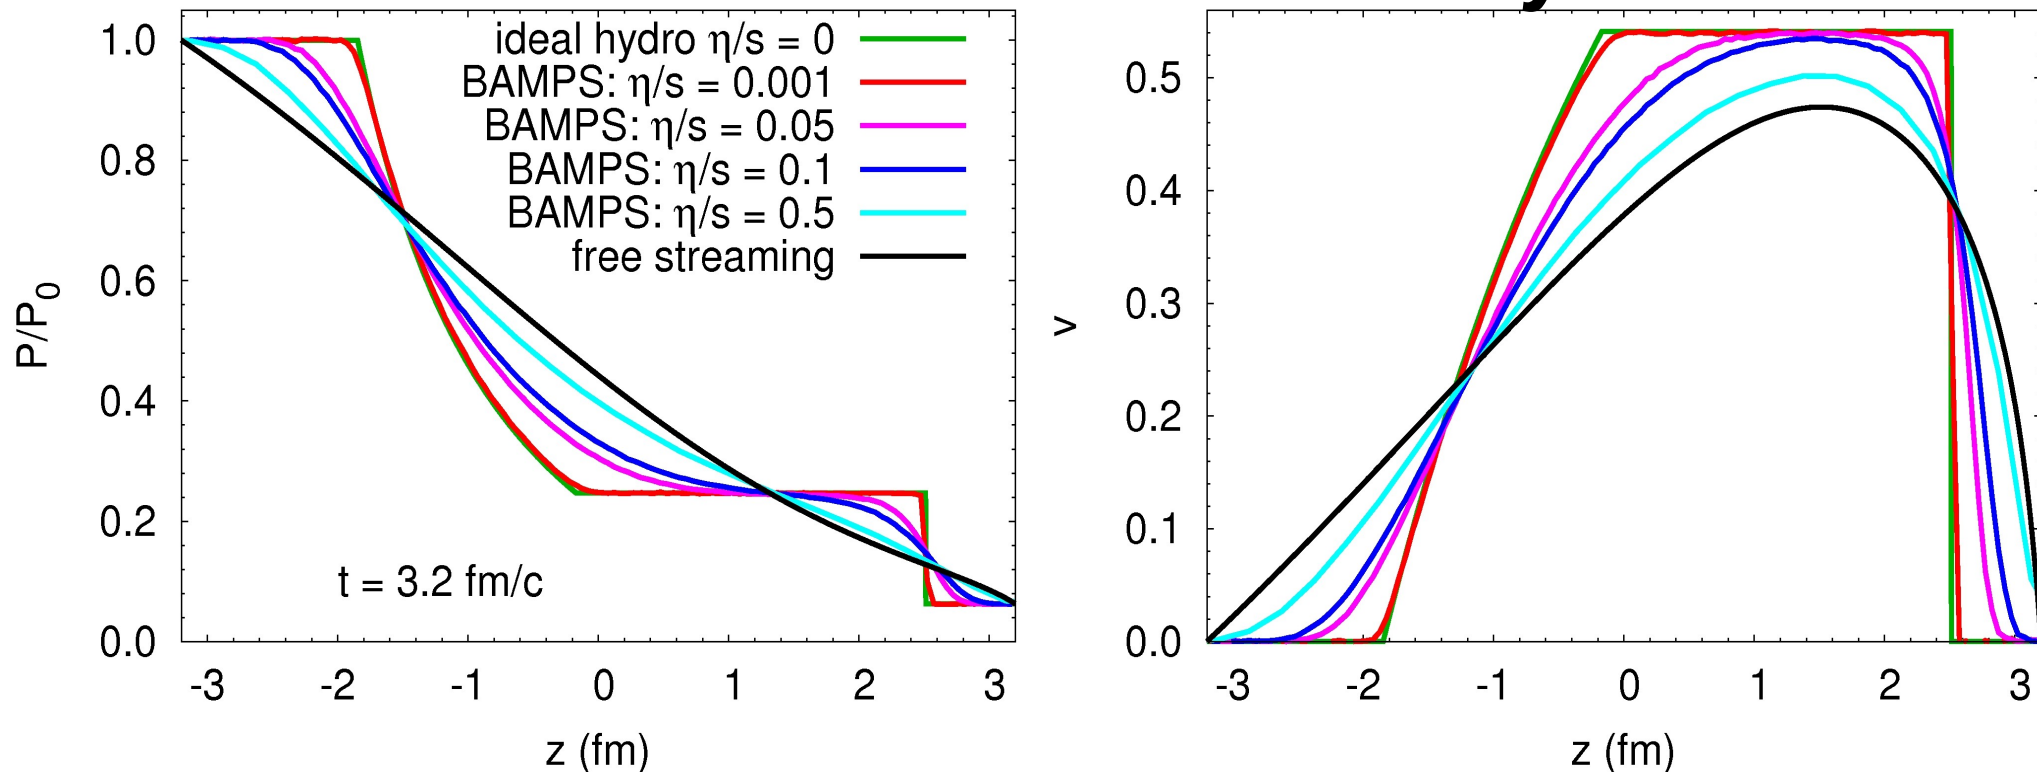 y
1.0
0.8
0.6
0.4
0.2
0.0
P/P0
ideal hydro η/s = 0
BAMPS: η/s = 0.001
BAMPS: η/s = 0.05
BAMPS: η/s = 0.1
BAMPS: η/s = 0.5
free streaming
t = 3.2 fm/c
-3 -2 -1 0 1 2 3
z (fm)
0.5
0.4
0.3
0.2
0.1
0.0
v
-3 -2 -1 0 1 2 3
z (fm)